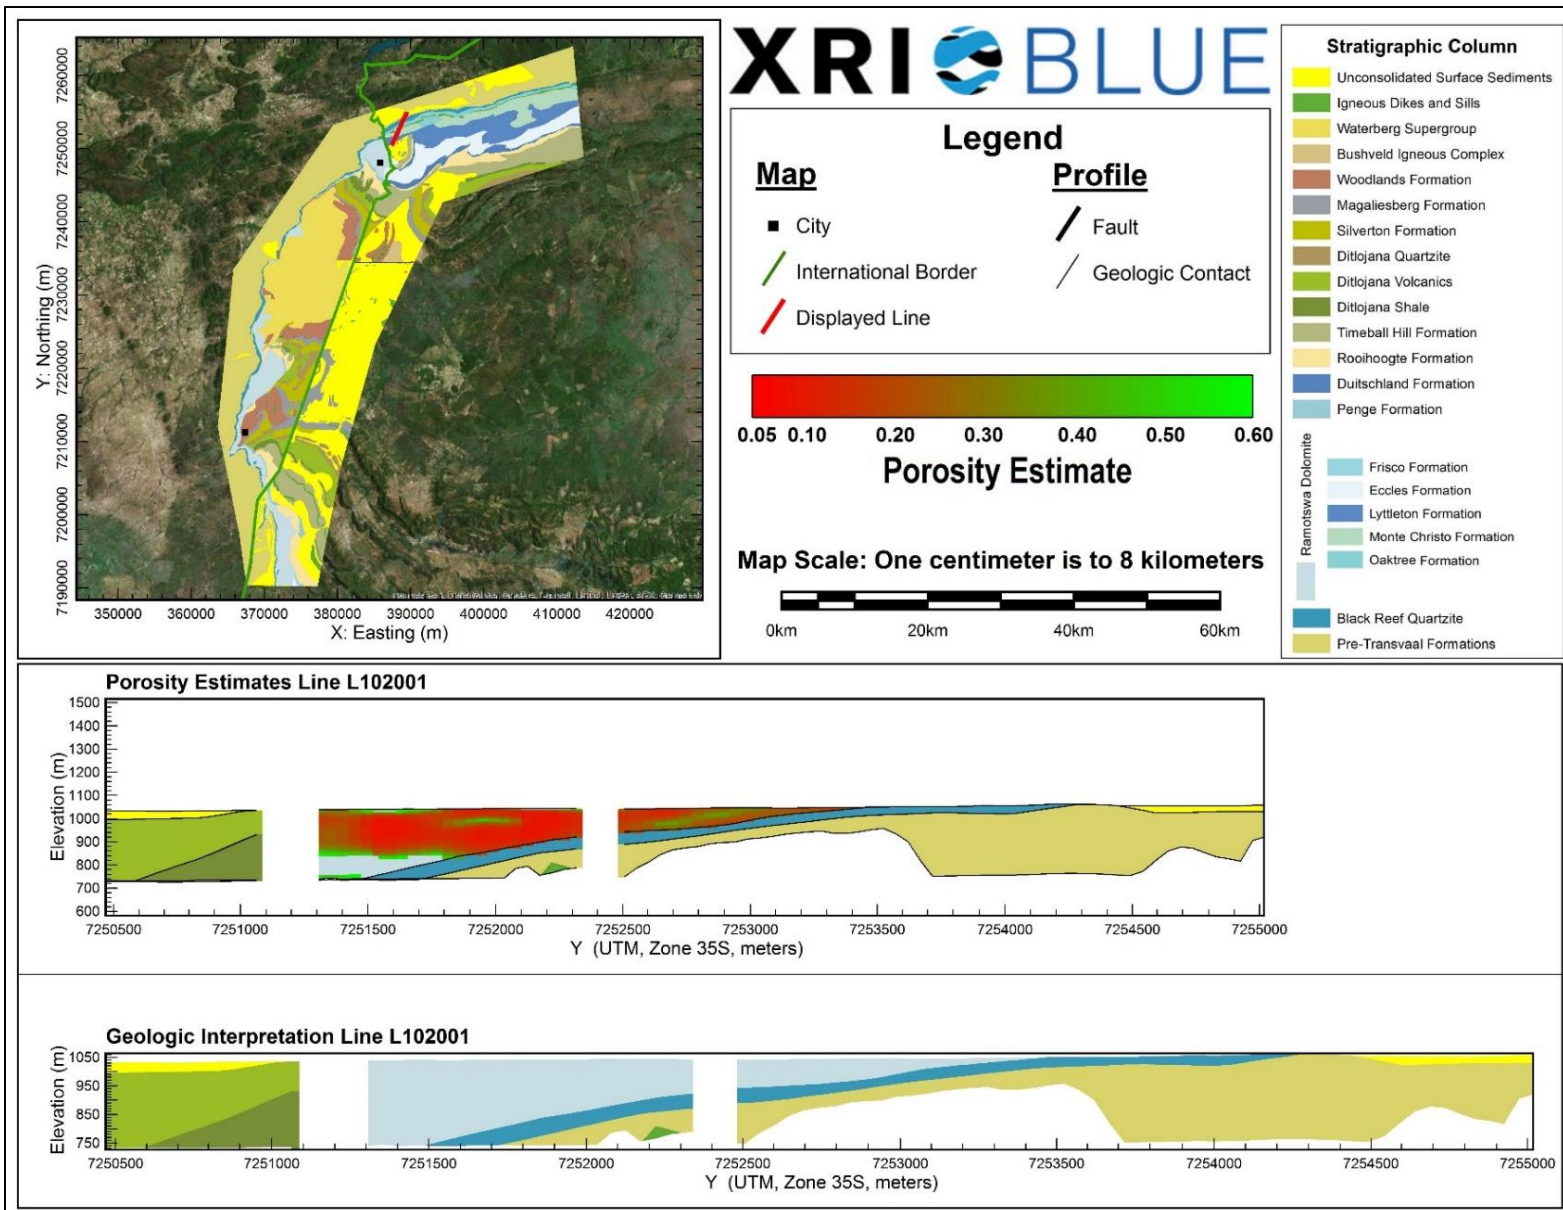 7260000
7250000
7240000
7230000
7220000
7210000
7200000
7190000
Y: Northing (m)
350000 360000 370000 380000 390000 400000 410000 420000
X: Easting (m)
XRI BLUE
Legend
Map
City
International Border
Displayed Line
Profile
Fault
Geologic Contact
0.05 0.10 0.20 0.30 0.40 0.50 0.60
Porosity Estimate
Map Scale: One centimeter is to 8 kilometers
0km 20km 40km 60km
Stratigraphic Column
Unconsolidated Surface Sediments
Igneous Dikes and Sills
Waterberg Supergroup
Bushveld Igneous Complex
Woodlands Formation
Magaliesberg Formation
Silverton Formation
Ditlojana Quartzite
Ditlojana Volcanics
Ditlojana Shale
Timeball Hill Formation
Rooihoogte Formation
Duitschland Formation
Penge Formation
Ramotswa Dolomite
Frisco Formation
Eccles Formation
Lyttleton Formation
Monte Christo Formation
Oaktree Formation
Black Reef Quartzite
Pre-Transvaal Formations
Porosity Estimates Line L102001
Elevation (m)
1500
1400
1300
1200
1100
1000
900
800
700
600
7250500 7251000 7251500 7252000 7252500 7253000 7253500 7254000 7254500 7255000
Y (UTM, Zone 35S, meters)
Geologic Interpretation Line L102001
Elevation (m)
1050
950
850
750
7250500 7251000 7251500 7252000 7252500 7253000 7253500 7254000 7254500 7255000
Y (UTM, Zone 35S, meters)